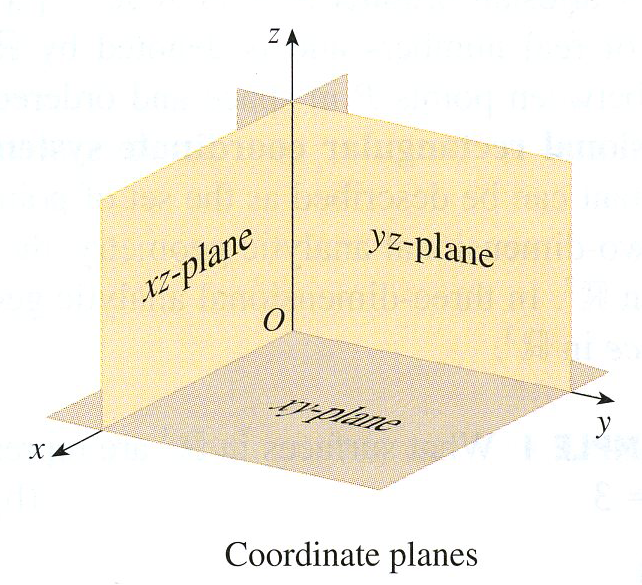 z
xz-plane
yz-plane
O
xy-plane
x
y
Coordinate planes